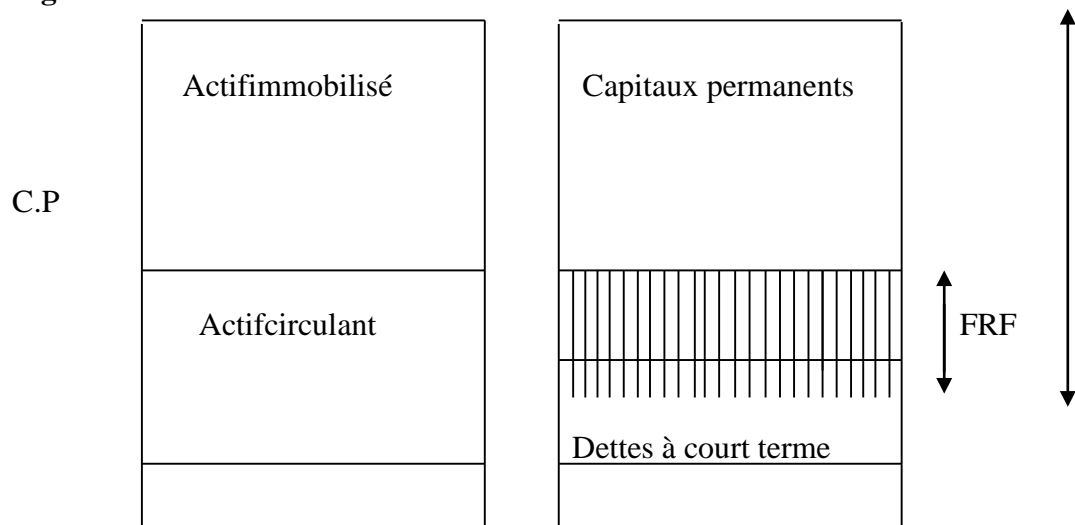 Actifimmobilisé
Capitaux permanents
C.P
Actifcirculant
FRF
Dettes à court terme